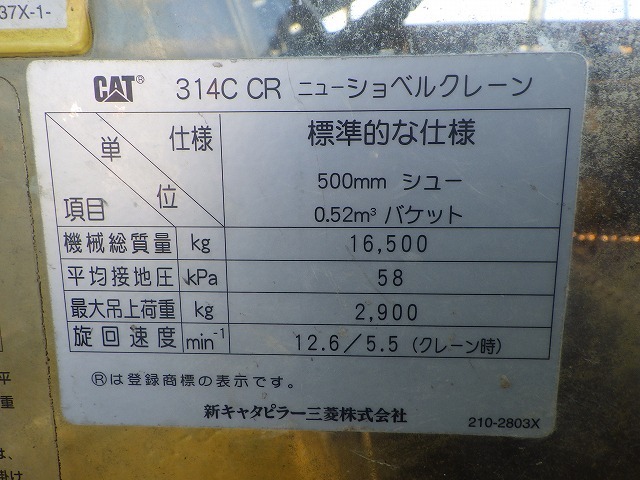 37X-1-
CAT® 314C CR ニューショベルクレーン
単位 仕様 標準的な仕様
項目 500mm シュー
0.52m³ バケット
機械総質量 kg 16,500
平均接地圧 kPa 58
最大吊上荷重 kg 2,900
旋回速度 min⁻¹ 12.6/5.5 (クレーン時)
®は登録商標の表示です。
新キャタピラー三菱株式会社
210-2803X
平
重
は、
掛け